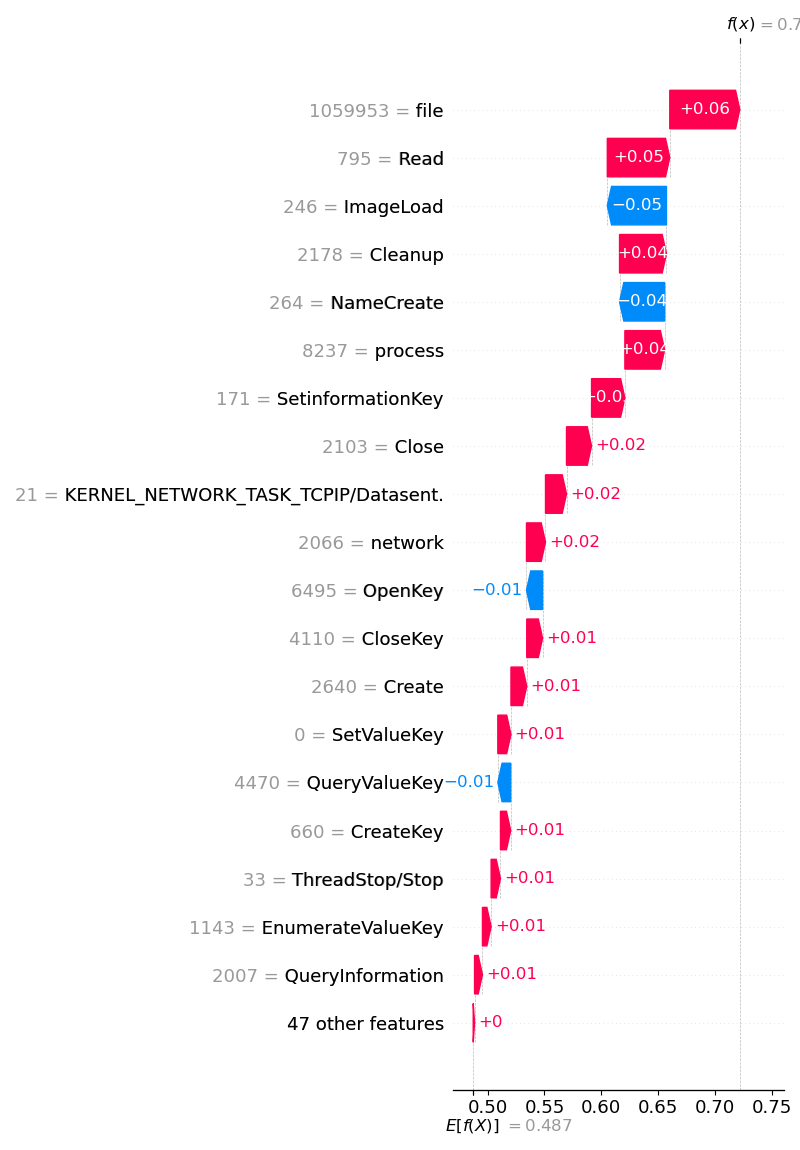 f(x) = 0.7
1059953 = file +0.06
795 = Read +0.05
246 = ImageLoad −0.05
2178 = Cleanup +0.04
264 = NameCreate −0.04
8237 = process +0.04
171 = SetinformationKey
2103 = Close +0.02
21 = KERNEL_NETWORK_TASK_TCPIP/Datasent. +0.02
2066 = network +0.02
6495 = OpenKey −0.01
4110 = CloseKey +0.01
2640 = Create +0.01
0 = SetValueKey +0.01
4470 = QueryValueKey −0.01
660 = CreateKey +0.01
33 = ThreadStop/Stop +0.01
1143 = EnumerateValueKey +0.01
2007 = QueryInformation +0.01
47 other features +0
0.50 0.55 0.60 0.65 0.70 0.75
E[f(X)] = 0.487